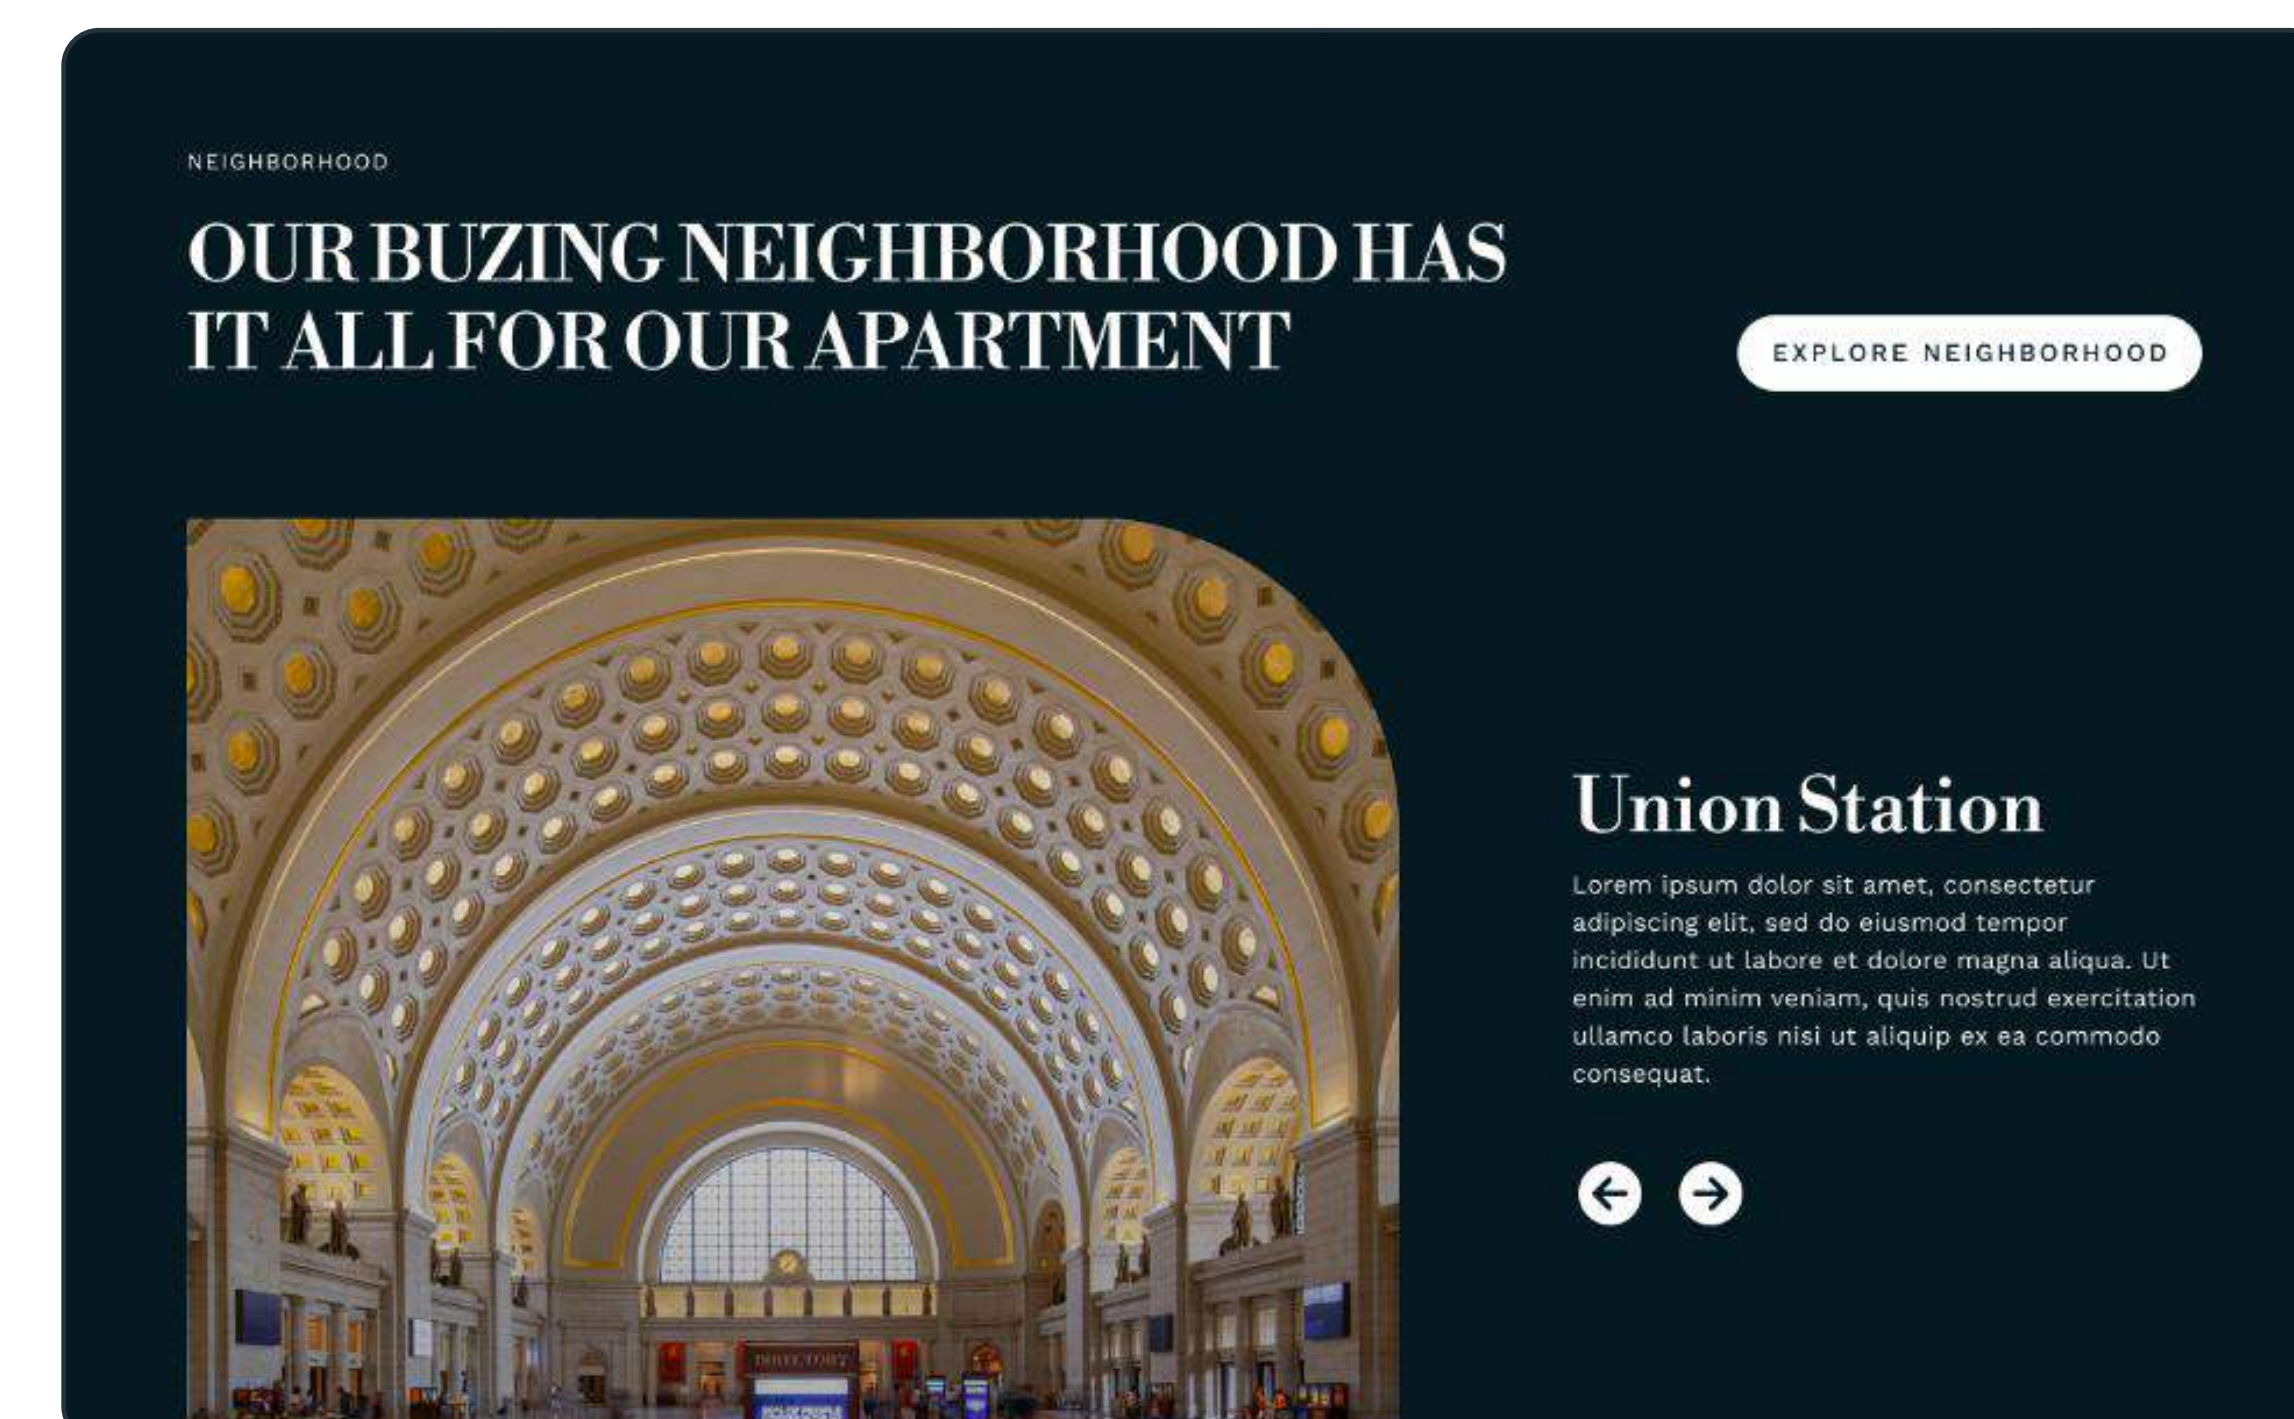 NEIGHBORHOOD
OUR BUZING NEIGHBORHOOD HAS
IT ALL FOR OUR APARTMENT
EXPLORE NEIGHBORHOOD
Union Station
Lorem ipsum dolor sit amet, consectetur
adipiscing elit, sed do eiusmod tempor
incididunt ut labore et dolore magna aliqua. Ut
enim ad minim veniam, quis nostrud exercitation
ullamco laboris nisi ut aliquip ex ea commodo
consequat.
DIRECTORY